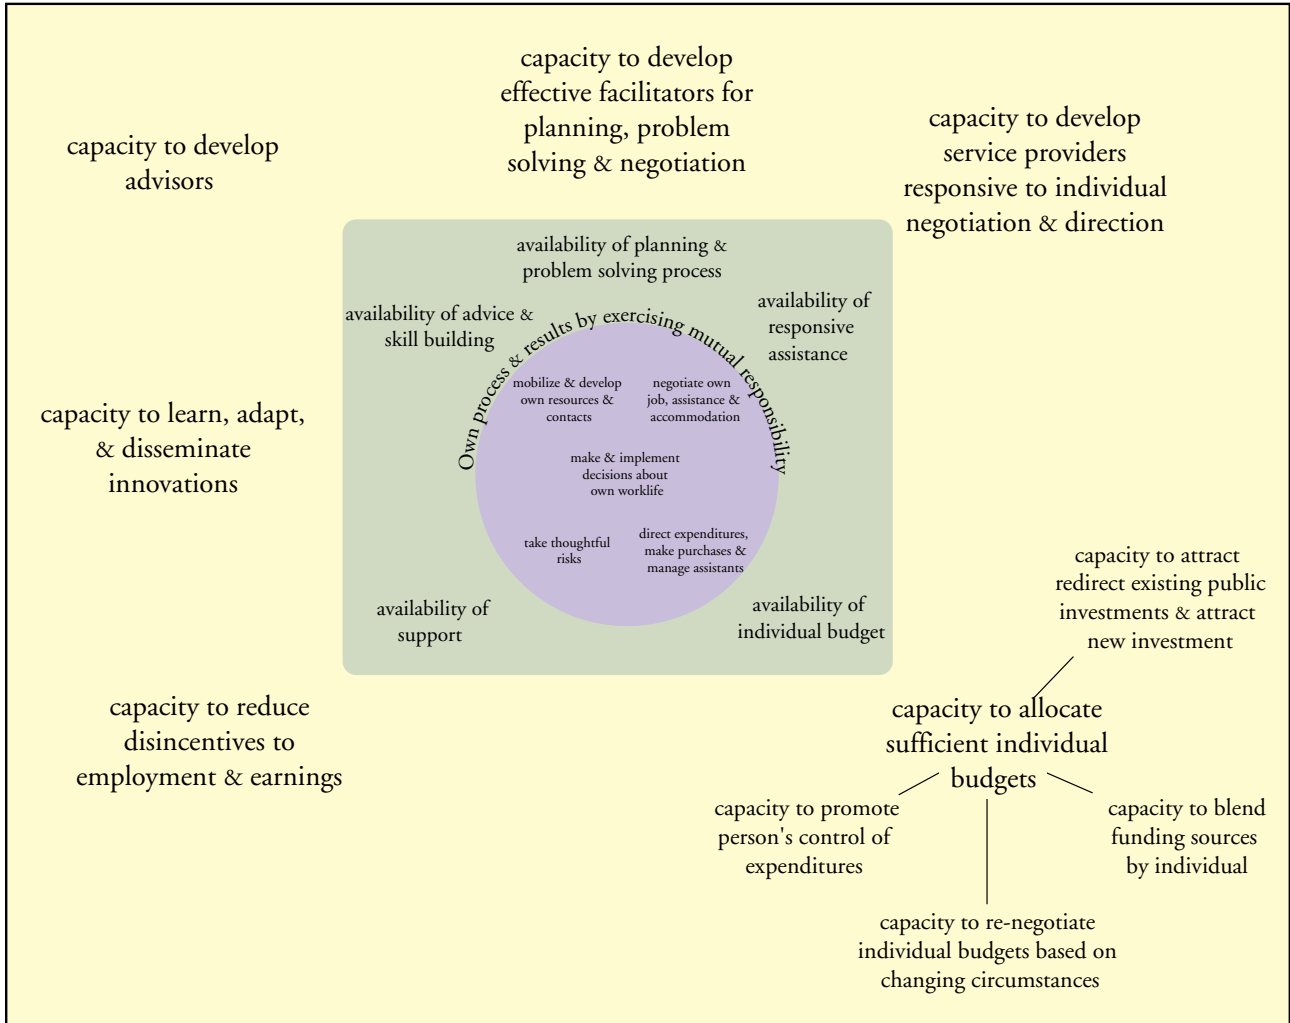 capacity to develop
effective facilitators for
planning, problem
solving & negotiation
capacity to develop
advisors
capacity to develop
service providers
responsive to individual
negotiation & direction
availability of planning &
problem solving process
availability of advice &
skill building
availability of
responsive
assistance
Own process & results by exercising mutual responsibility
mobilize & develop
own resources &
contacts
negotiate own
job, assistance &
accommodation
make & implement
decisions about
own worklife
take thoughtful
risks
direct expenditures,
make purchases &
manage assistants
capacity to learn, adapt,
& disseminate
innovations
availability of
support
availability of
individual budget
capacity to attract
redirect existing public
investments & attract
new investment
capacity to reduce
disincentives to
employment & earnings
capacity to allocate
sufficient individual
budgets
capacity to promote
person's control of
expenditures
capacity to blend
funding sources
by individual
capacity to re-negotiate
individual budgets based on
changing circumstances